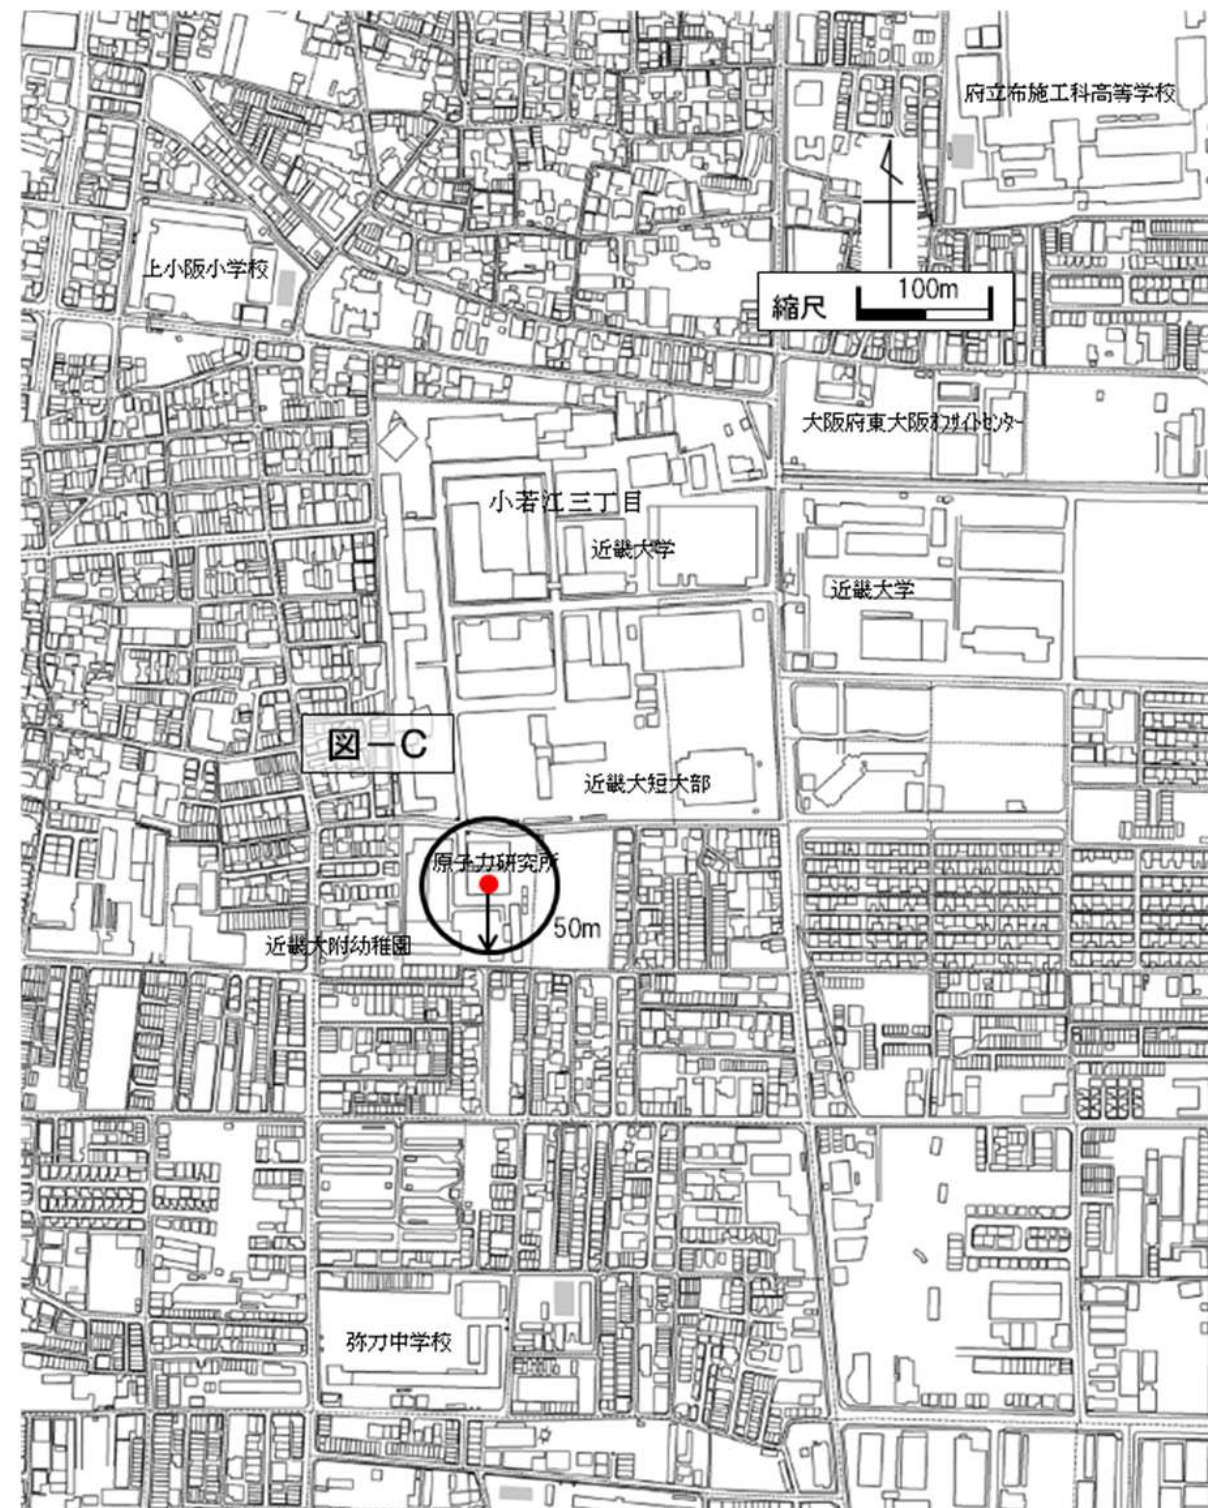 府立布施工科高等学校
上小阪小学校
縮尺
100m
大阪府東大阪オフサイトセンター
小若江三丁目
近畿大学
近畿大学
図－C
近畿大短大部
原子力研究所
50m
近畿大附幼稚園
弥刀中学校